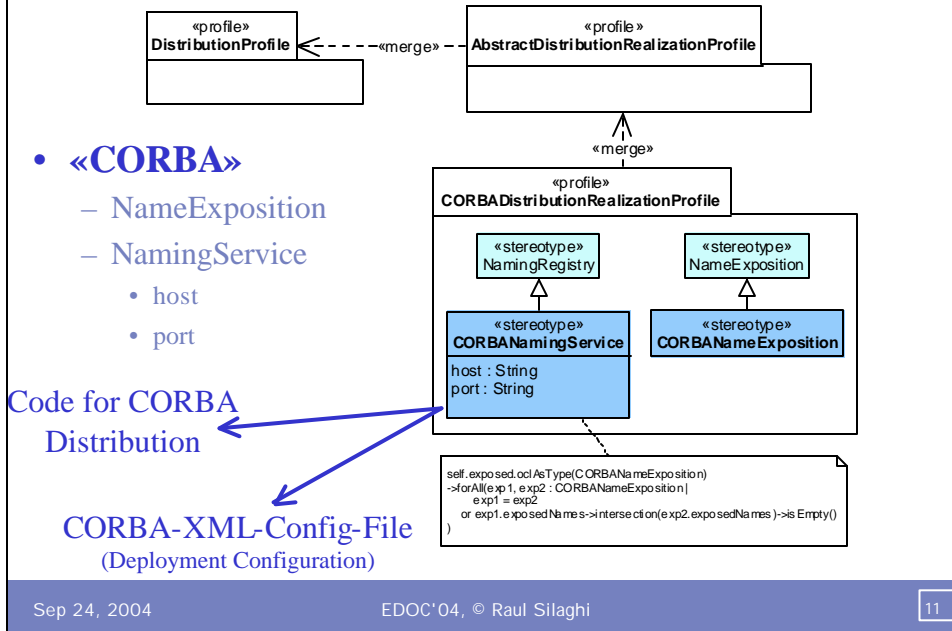 «profile»
DistributionProfile
«merge»
«profile»
AbstractDistributionRealizationProfile
«merge»
• «CORBA»
– NameExposition
– NamingService
• host
• port
«profile»
CORBADistributionRealizationProfile
«stereotype»
NamingRegistry
«stereotype»
NameExposition
«stereotype»
CORBANamingService
host : String
port : String
«stereotype»
CORBANameExposition
Code for CORBA
Distribution
CORBA-XML-Config-File
(Deployment Configuration)
self.exposed.oclAsType(CORBANameExposition)
->forAll(exp1, exp2 : CORBANameExposition |
exp1 = exp2
or exp1.exposedNames->intersection(exp2.exposedNames)->isEmpty()
)
Sep 24, 2004
EDOC'04, © Raul Silaghi
11